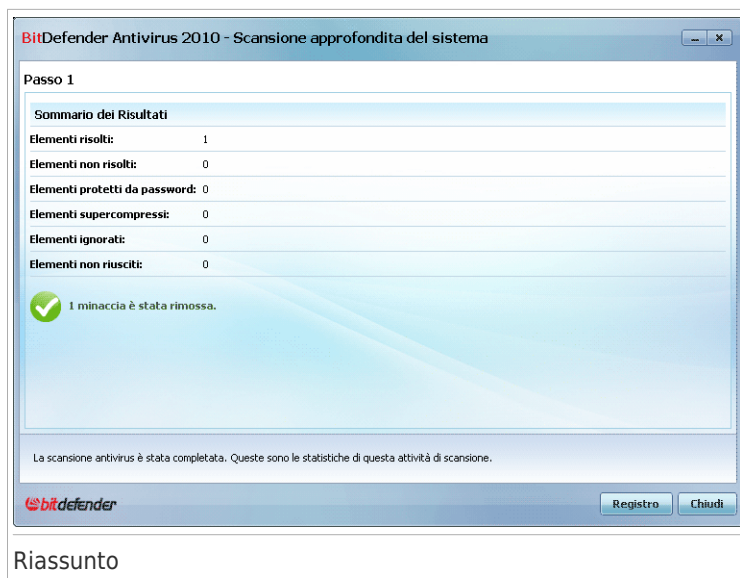 BitDefender Antivirus 2010 - Scansione approfondita del sistema
Passo 1
Sommario dei Risultati
Elementi risolti: 1
Elementi non risolti: 0
Elementi protetti da password: 0
Elementi supercompressi: 0
Elementi ignorati: 0
Elementi non riusciti: 0
1 minaccia è stata rimossa.
La scansione antivirus è stata completata. Queste sono le statistiche di questa attività di scansione.
bitdefender
Registro Chiudi
Riassunto